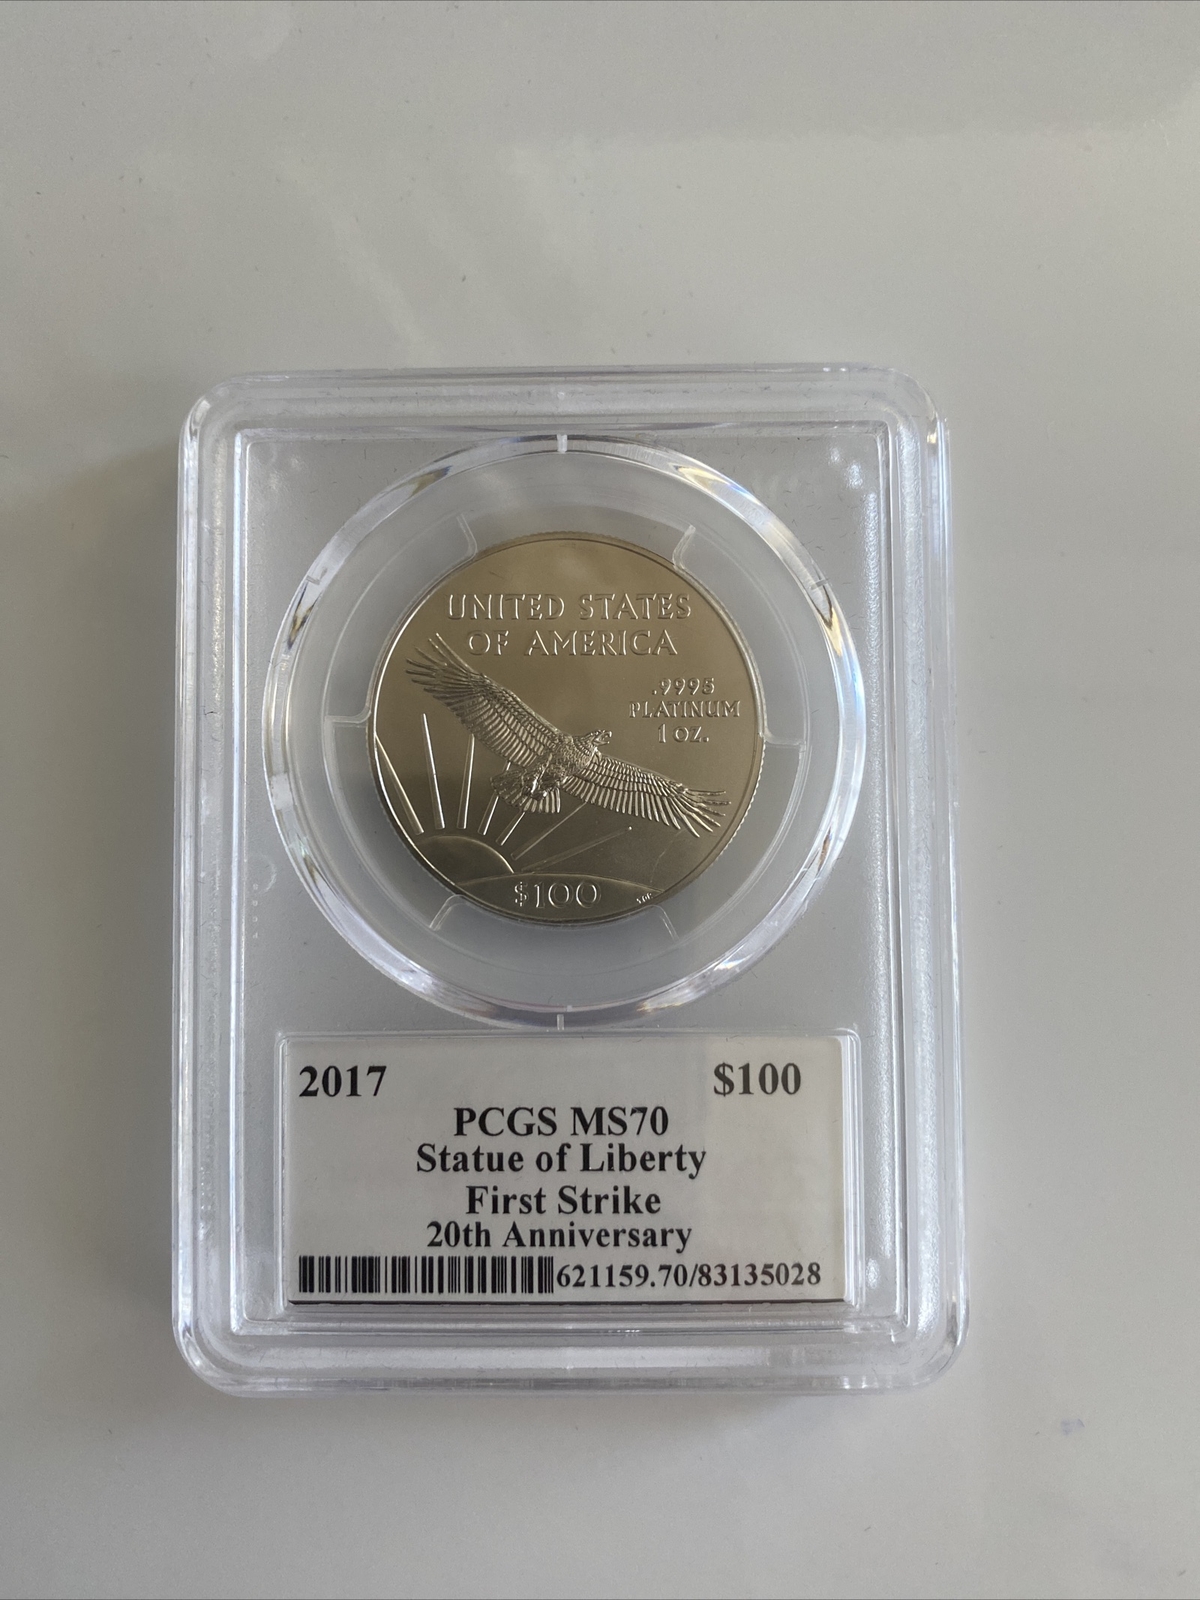 UNITED STATES
OF AMERICA
.9995
PLATINUM
1 OZ.
$100
2017 $100
PCGS MS70
Statue of Liberty
First Strike
20th Anniversary
621159.70/83135028